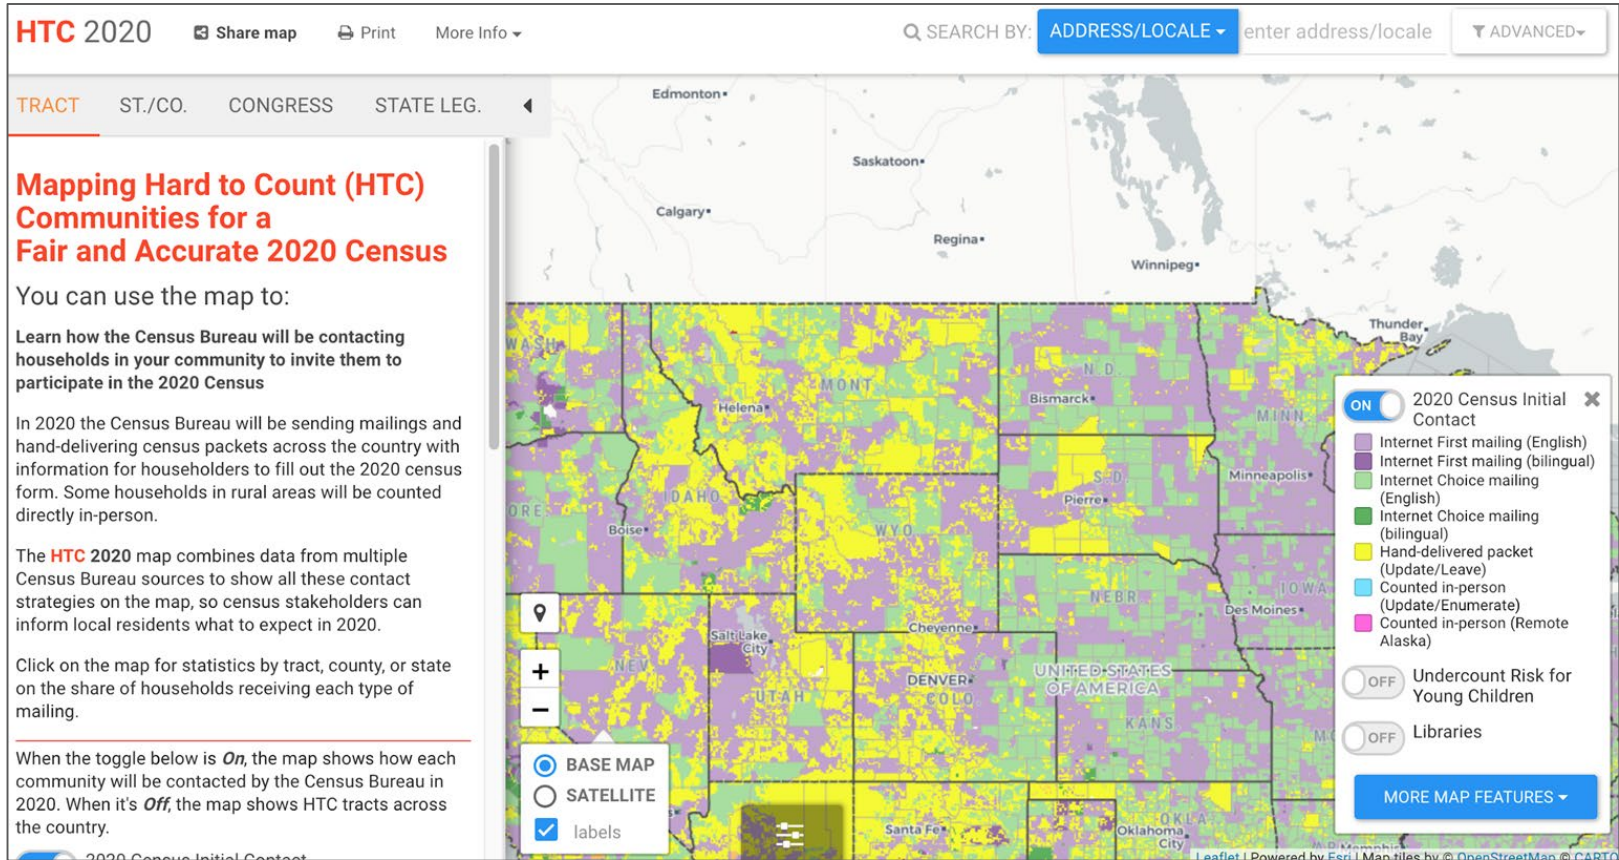 HTC 2020
Share map
Print
More Info
SEARCH BY:
ADDRESS/LOCALE
enter address/locale
ADVANCED
TRACT
ST./CO.
CONGRESS
STATE LEG.
Mapping Hard to Count (HTC)
Communities for a
Fair and Accurate 2020 Census
You can use the map to:
Learn how the Census Bureau will be contacting
households in your community to invite them to
participate in the 2020 Census
In 2020 the Census Bureau will be sending mailings and
hand-delivering census packets across the country with
information for householders to fill out the 2020 census
form. Some households in rural areas will be counted
directly in-person.
The HTC 2020 map combines data from multiple
Census Bureau sources to show all these contact
strategies on the map, so census stakeholders can
inform local residents what to expect in 2020.
Click on the map for statistics by tract, county, or state
on the share of households receiving each type of
mailing.
When the toggle below is On, the map shows how each
community will be contacted by the Census Bureau in
2020. When it's Off, the map shows HTC tracts across
the country.
2020 Census Initial Contact
Edmonton
Saskatoon
Calgary
Regina
Winnipeg
Thunder
Bay
WASH
MONT
N.D.
Helena
Bismarck
MINN
IDAHO
S.D.
Minneapolis
ORE
Pierre
Boise
WYO
NEBR
IOWA
Des Moines
Salt Lake
City
Cheyenne
NEV
UTAH
DENVER
COLO
UNITED STATES
OF AMERICA
KANS
Santa Fe
OKLA
Oklahoma
City
Memphis
+
−
BASE MAP
SATELLITE
labels
ON
2020 Census Initial
Contact
Internet First mailing (English)
Internet First mailing (bilingual)
Internet Choice mailing
(English)
Internet Choice mailing
(bilingual)
Hand-delivered packet
(Update/Leave)
Counted in-person
(Update/Enumerate)
Counted in-person (Remote
Alaska)
OFF
Undercount Risk for
Young Children
OFF
Libraries
MORE MAP FEATURES
Leaflet | Powered by Esri | Map tiles by © OpenStreetMap © CARTO